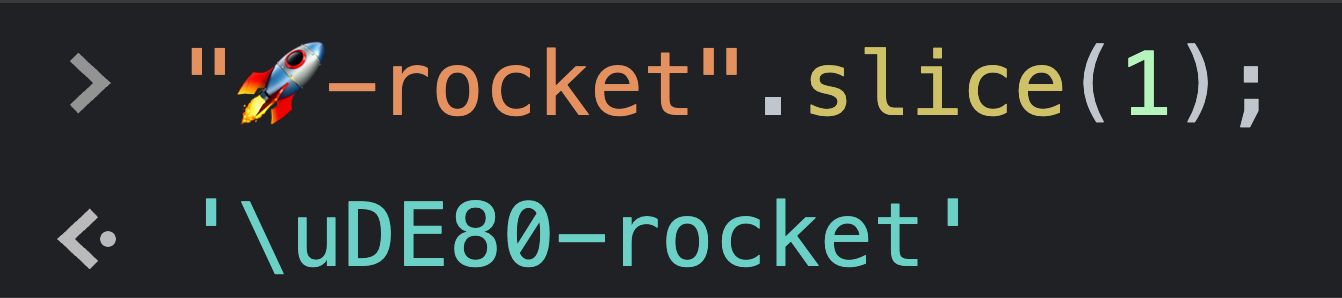 > "🚀-rocket".slice(1);
< '\uDE80-rocket'